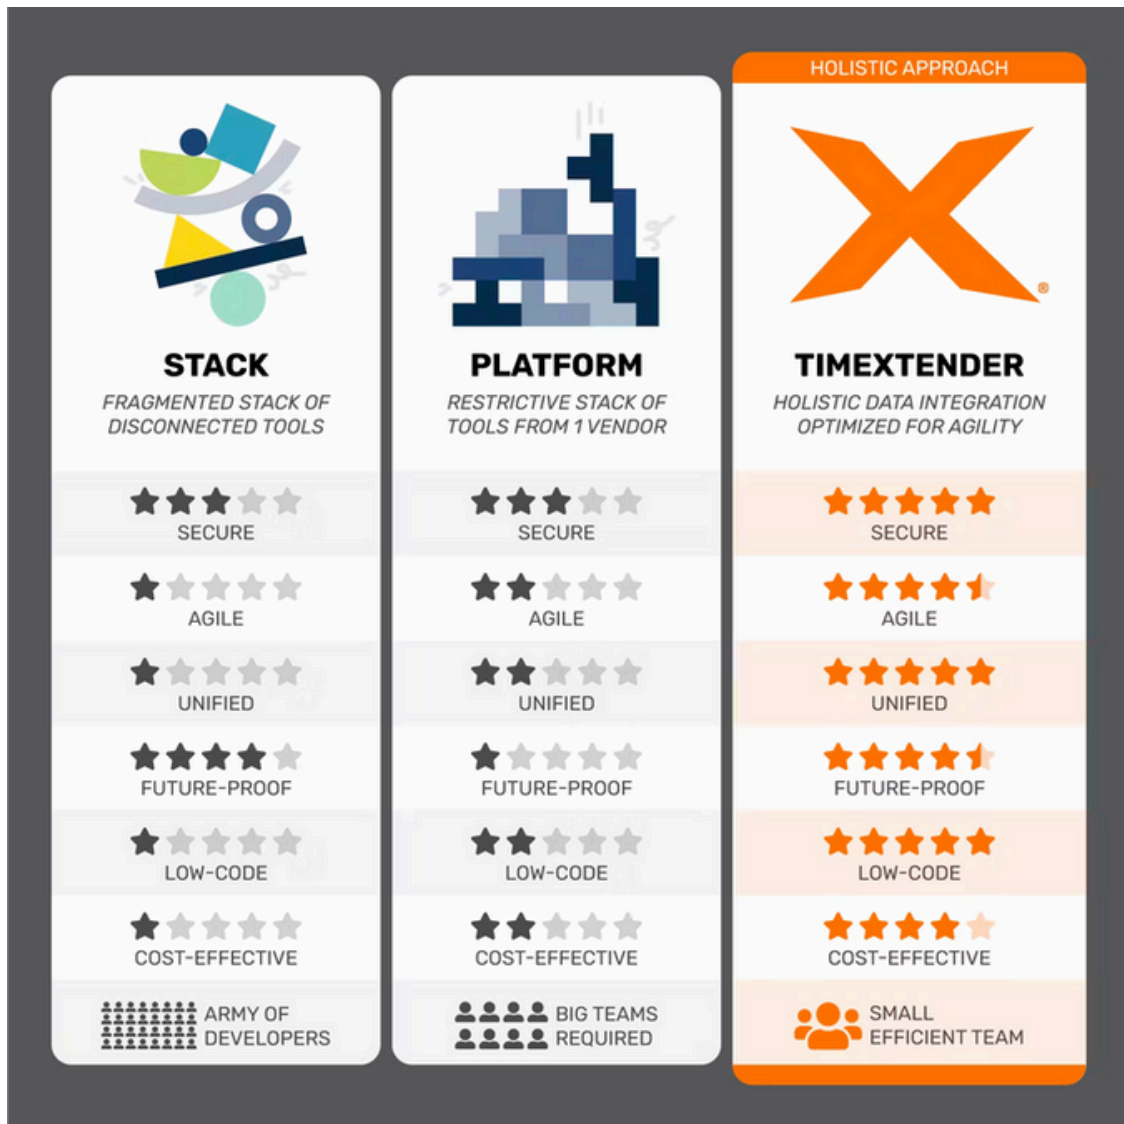 HOLISTIC APPROACH
STACK
FRAGMENTED STACK OF
DISCONNECTED TOOLS
SECURE
AGILE
UNIFIED
FUTURE-PROOF
LOW-CODE
COST-EFFECTIVE
ARMY OF
DEVELOPERS
PLATFORM
RESTRICTIVE STACK OF
TOOLS FROM 1 VENDOR
SECURE
AGILE
UNIFIED
FUTURE-PROOF
LOW-CODE
COST-EFFECTIVE
BIG TEAMS
REQUIRED
®
TIMEXTENDER
HOLISTIC DATA INTEGRATION
OPTIMIZED FOR AGILITY
SECURE
AGILE
UNIFIED
FUTURE-PROOF
LOW-CODE
COST-EFFECTIVE
SMALL
EFFICIENT TEAM